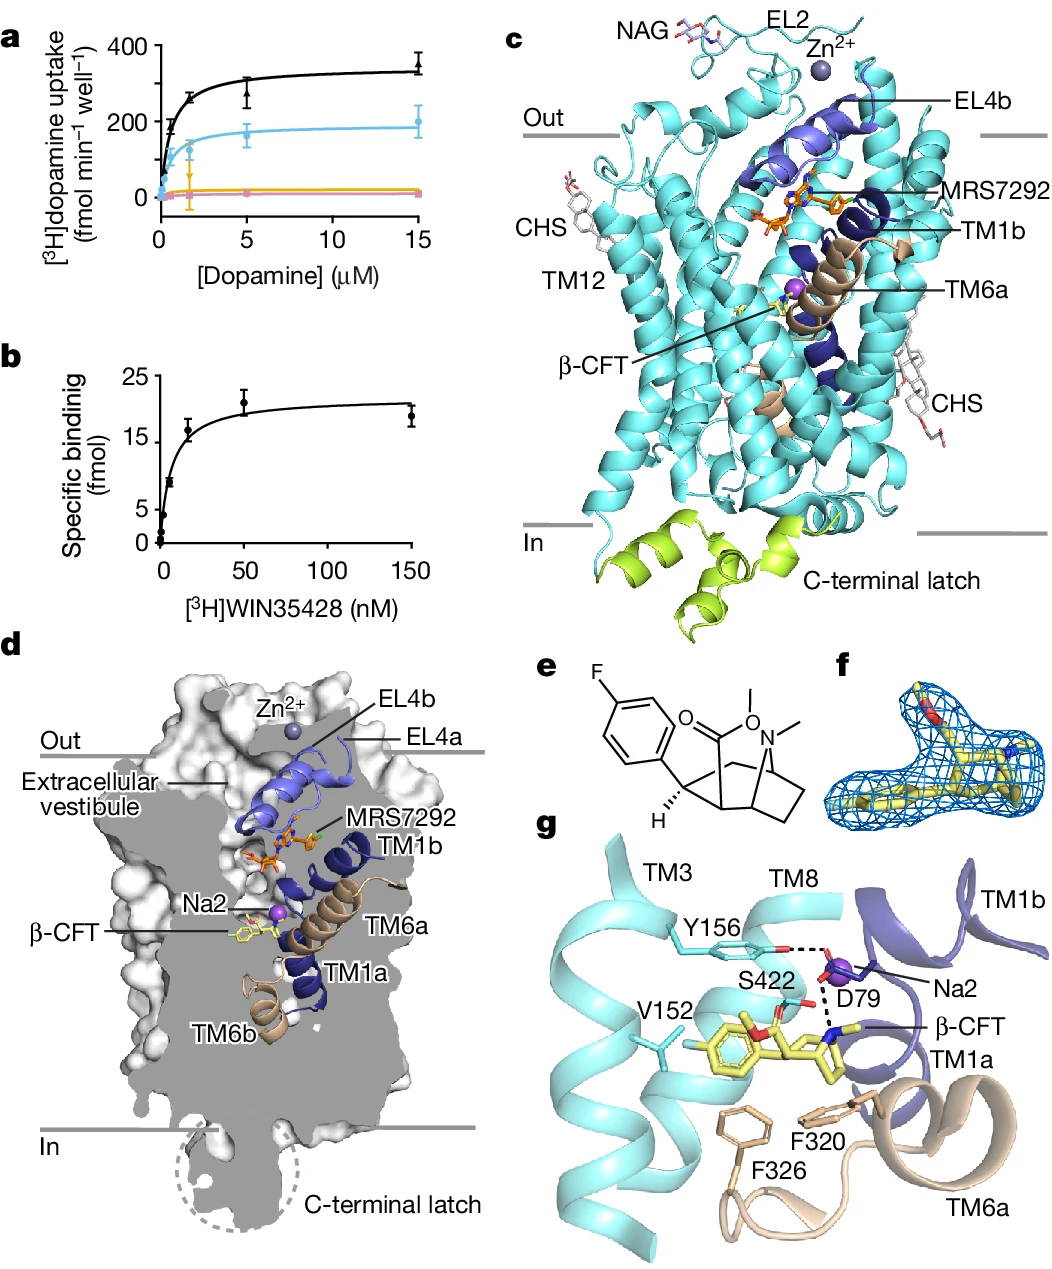 a
[³H]dopamine uptake
(fmol min⁻¹ well⁻¹)
400
200
0
0
5
10
15
[Dopamine] (μM)
b
Specific bindinig
(fmol)
25
15
5
0
0
50
100
150
[³H]WIN35428 (nM)
c
NAG
EL2
Zn²⁺
EL4b
Out
MRS7292
CHS
TM1b
TM12
TM6a
β-CFT
CHS
In
C-terminal latch
d
Zn²⁺
EL4b
Out
EL4a
Extracellular
vestibule
MRS7292
TM1b
Na2
β-CFT
TM6a
TM1a
TM6b
In
C-terminal latch
e
F
O
O
N
H
f
g
TM3
TM8
TM1b
Y156
S422
D79
Na2
V152
β-CFT
TM1a
F320
F326
TM6a